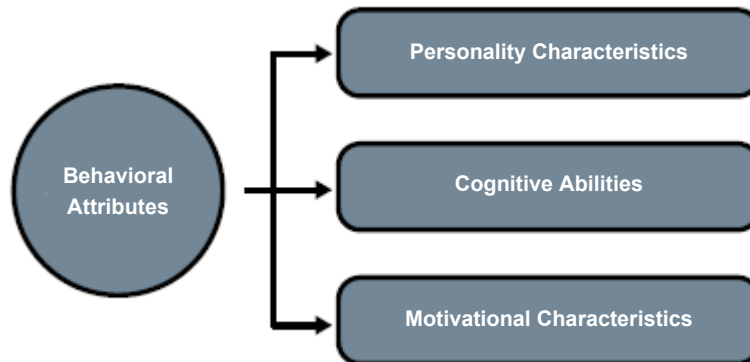 Personality Characteristics
Behavioral
Attributes
Cognitive Abilities
Motivational Characteristics